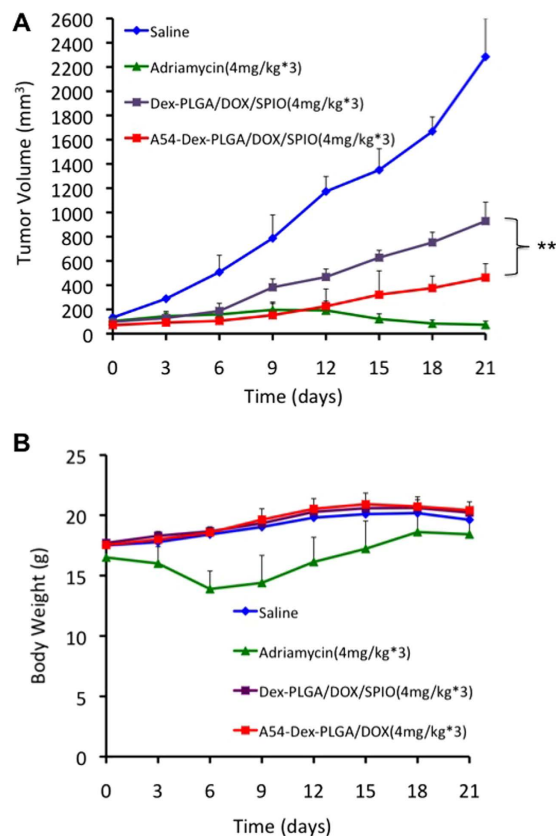 A
Tumor Volume (mm³)
2600
2400
2200
2000
1800
1600
1400
1200
1000
800
600
400
200
0
Saline
Adriamycin(4mg/kg*3)
Dex-PLGA/DOX/SPIO(4mg/kg*3)
A54-Dex-PLGA/DOX/SPIO(4mg/kg*3)
**
0 3 6 9 12 15 18 21
Time (days)
B
Body Weight (g)
25
20
15
10
5
0
Saline
Adriamycin(4mg/kg*3)
Dex-PLGA/DOX/SPIO(4mg/kg*3)
A54-Dex-PLGA/DOX(4mg/kg*3)
0 3 6 9 12 15 18 21
Time (days)